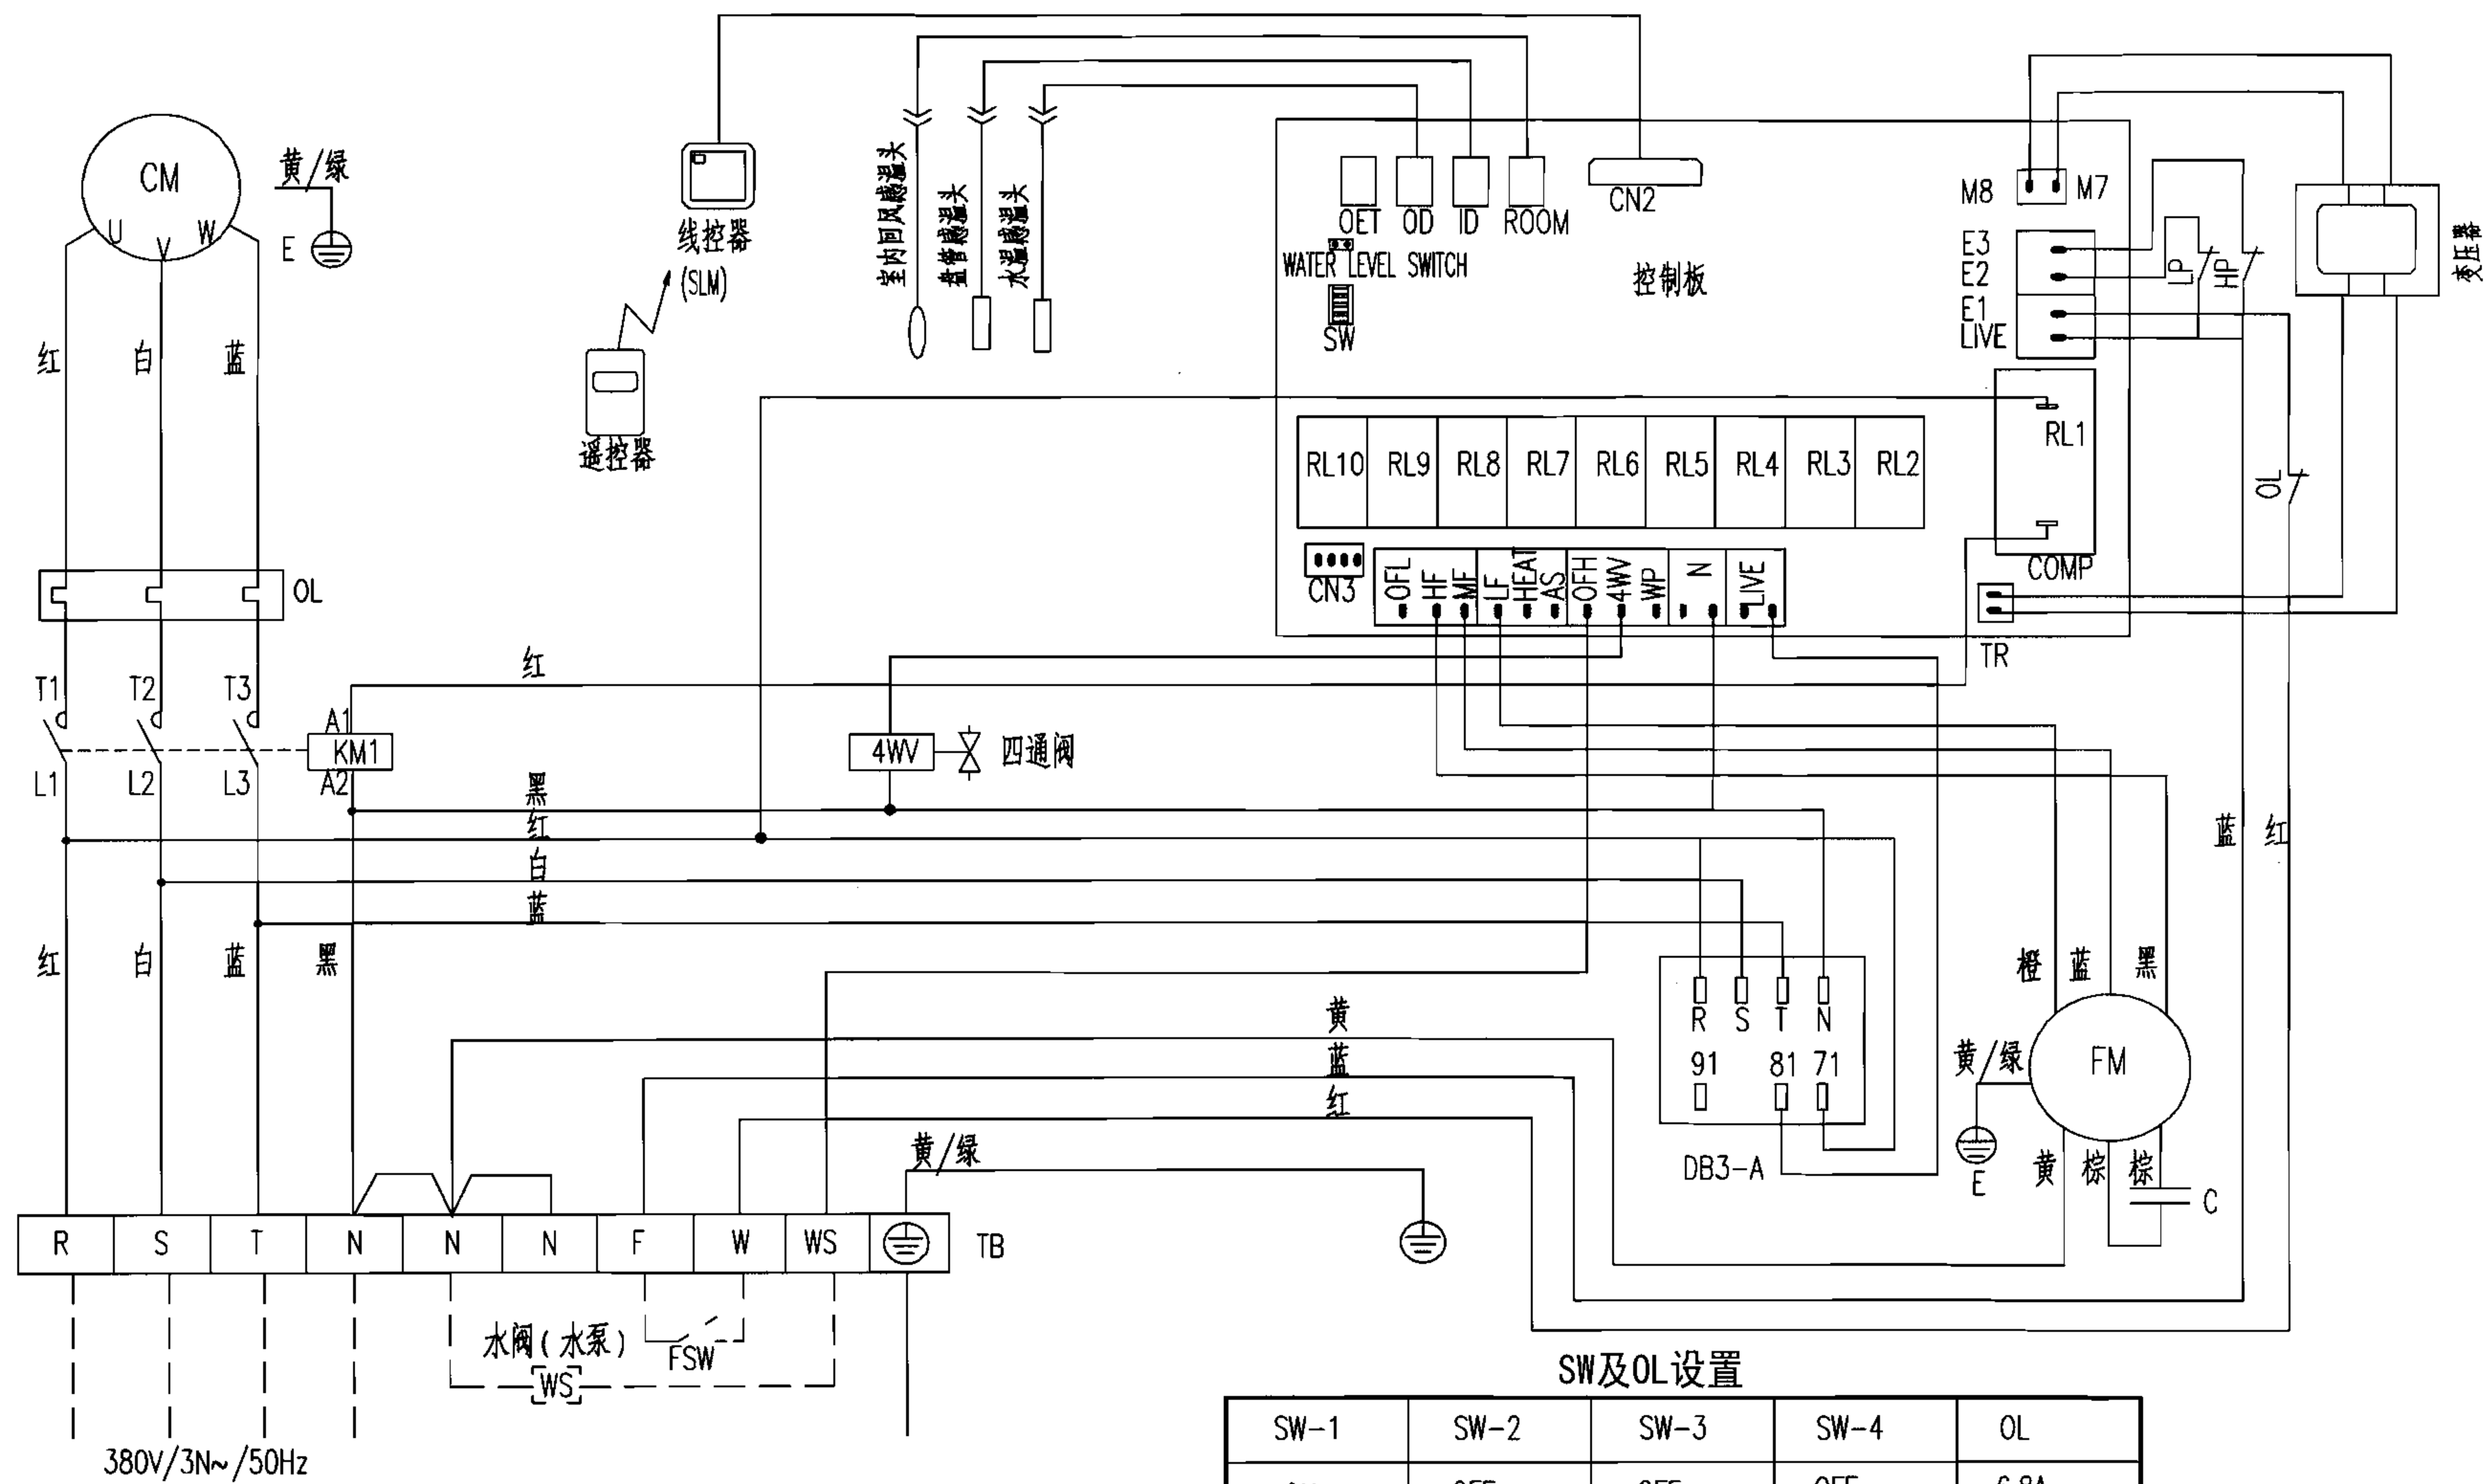 CM
U
V
W
黄/绿
E
线控器
(SLM)
遥控器
室内回风感温头
盘管感温头
水温感温头
OET
OD
ID
ROOM
CN2
WATER LEVEL SWITCH
SW
控制板
M8
M7
E3
E2
E1
LIVE
LP
HP
变压器
红
白
蓝
RL10
RL9
RL8
RL7
RL6
RL5
RL4
RL3
RL2
RL1
COMP
OL
CN3
OFL
HF
MF
LF
HEAT
AS
OFH
4WV
WP
N
LIVE
TR
OL
T1
T2
T3
L1
L2
L3
A1
KM1
A2
红
4WV
四通阀
黑
红
白
蓝
蓝
红
红
白
蓝
黑
橙
蓝
黑
R
S
T
N
91
81
71
DB3-A
黄
蓝
红
黄/绿
FM
黄/绿
E
黄
棕
棕
C
R
S
T
N
N
N
F
W
WS
TB
水阀(水泵)
WS
FSW
380V/3N~/50Hz
SW及OL设置
SW-1
SW-2
SW-3
SW-4
OL
OFF
OFF
OFF
6.8A